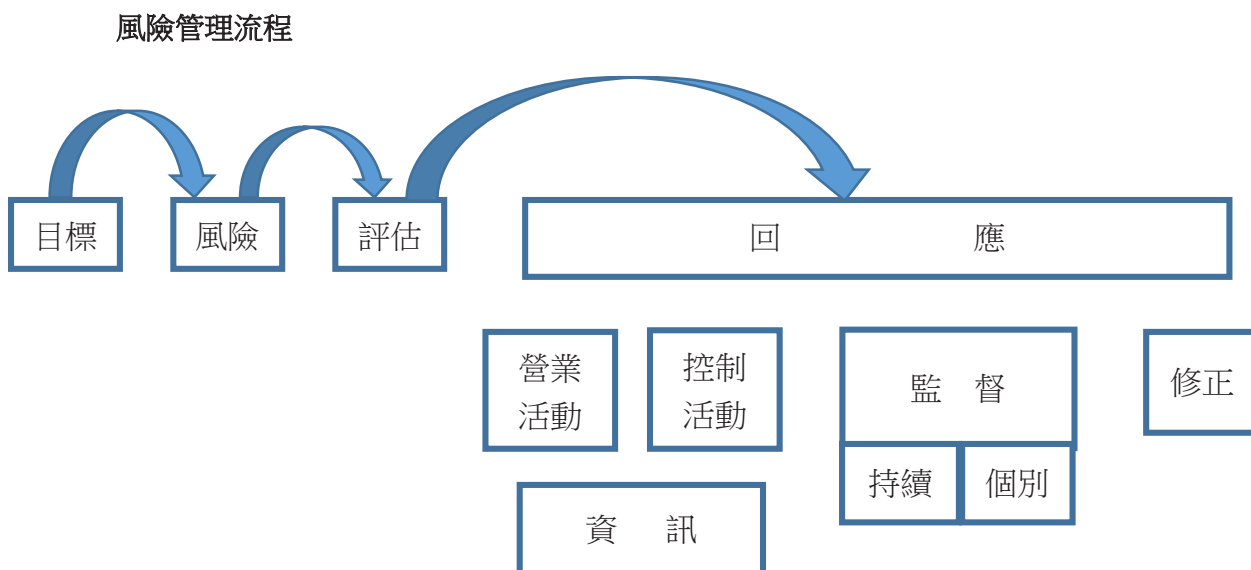 風險管理流程
目標
風險
評估
回應
營業
活動
控制
活動
監督
持續
個別
修正
資訊